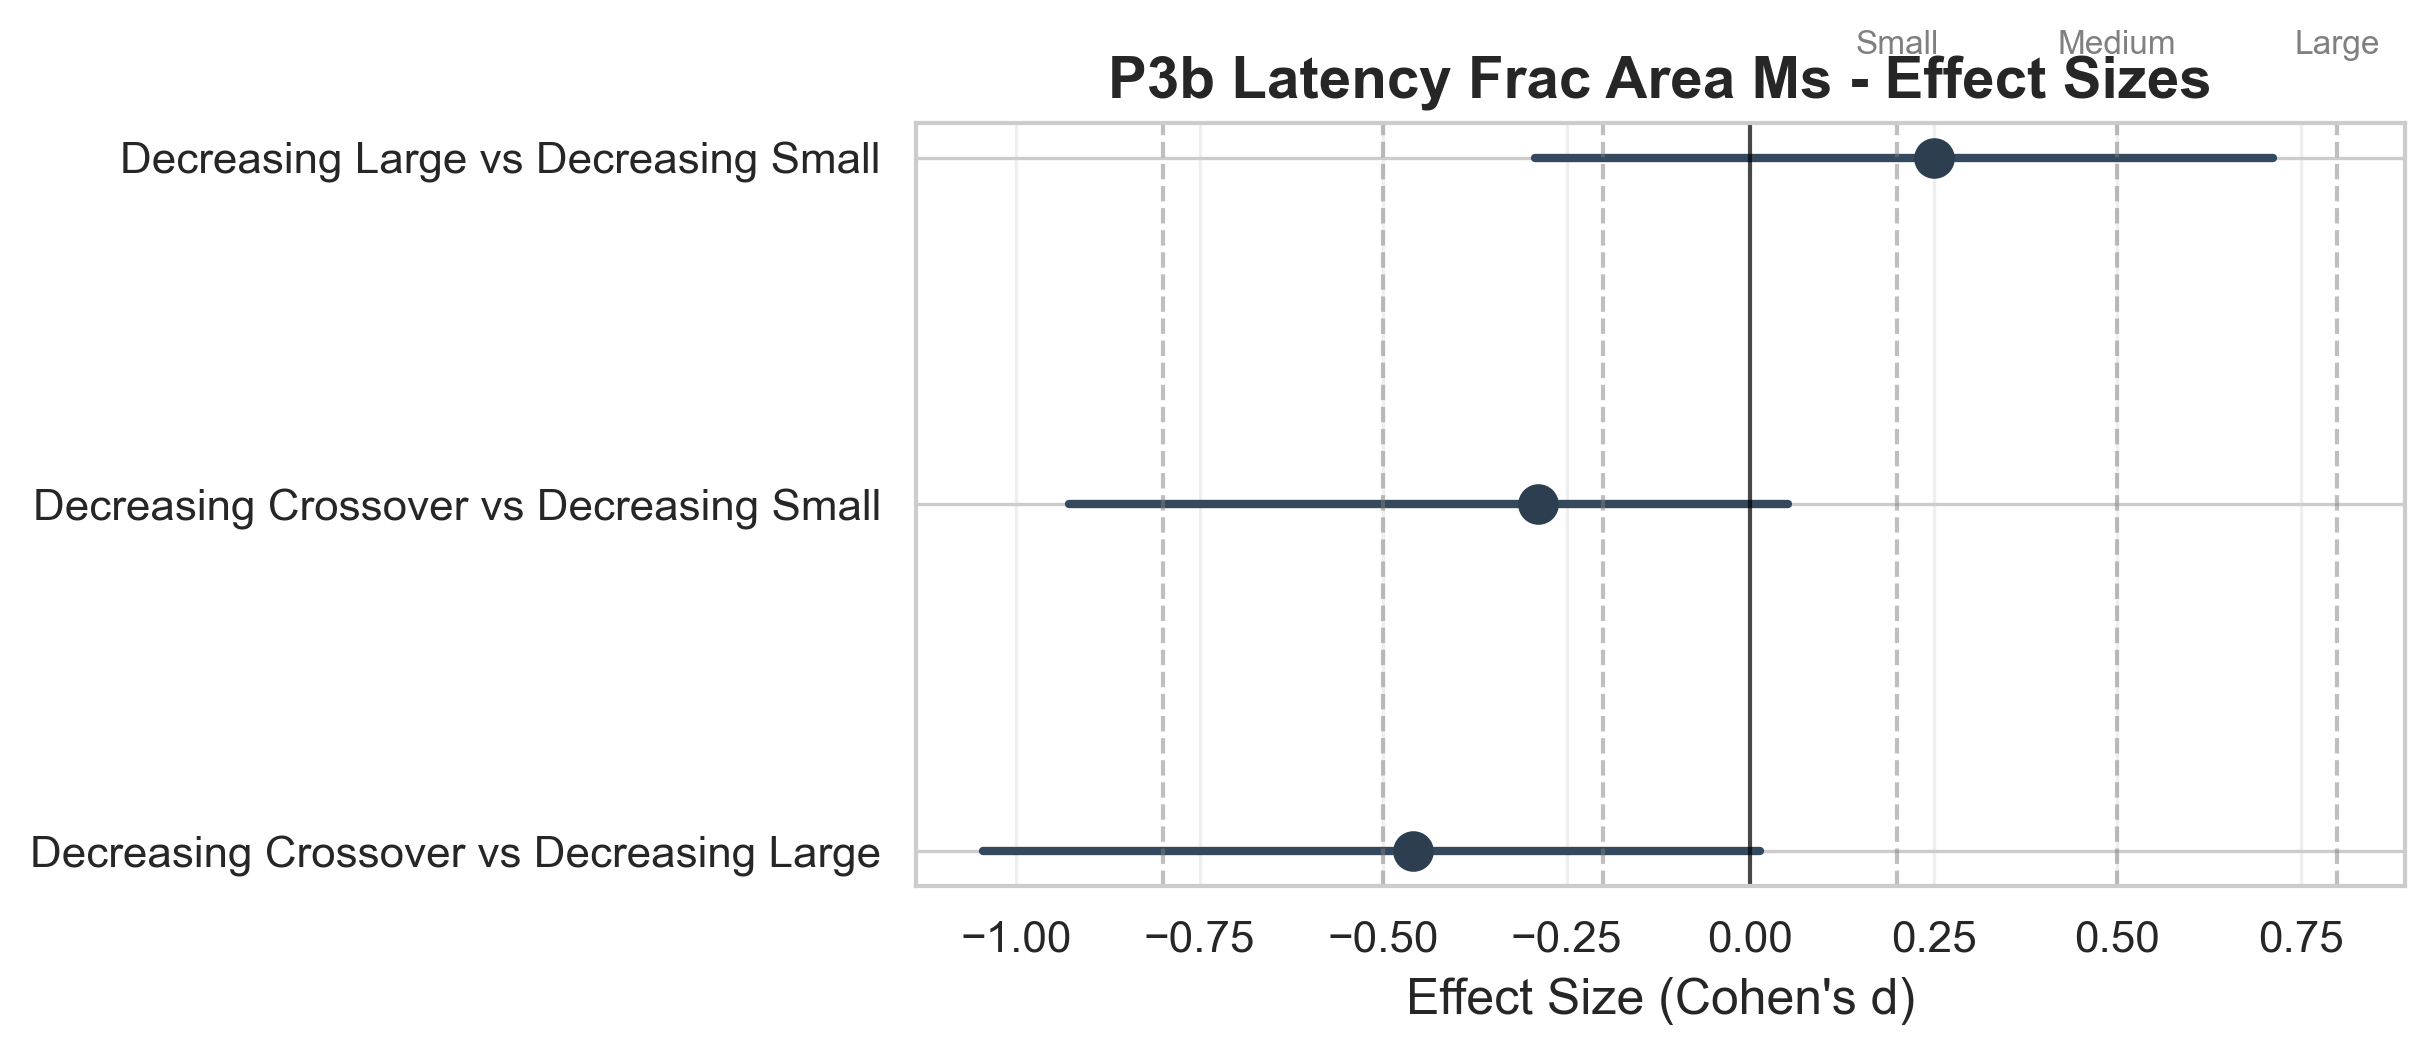 Small Medium Large
P3b Latency Frac Area Ms - Effect Sizes
Decreasing Large vs Decreasing Small
Decreasing Crossover vs Decreasing Small
Decreasing Crossover vs Decreasing Large
−1.00 −0.75 −0.50 −0.25 0.00 0.25 0.50 0.75
Effect Size (Cohen's d)